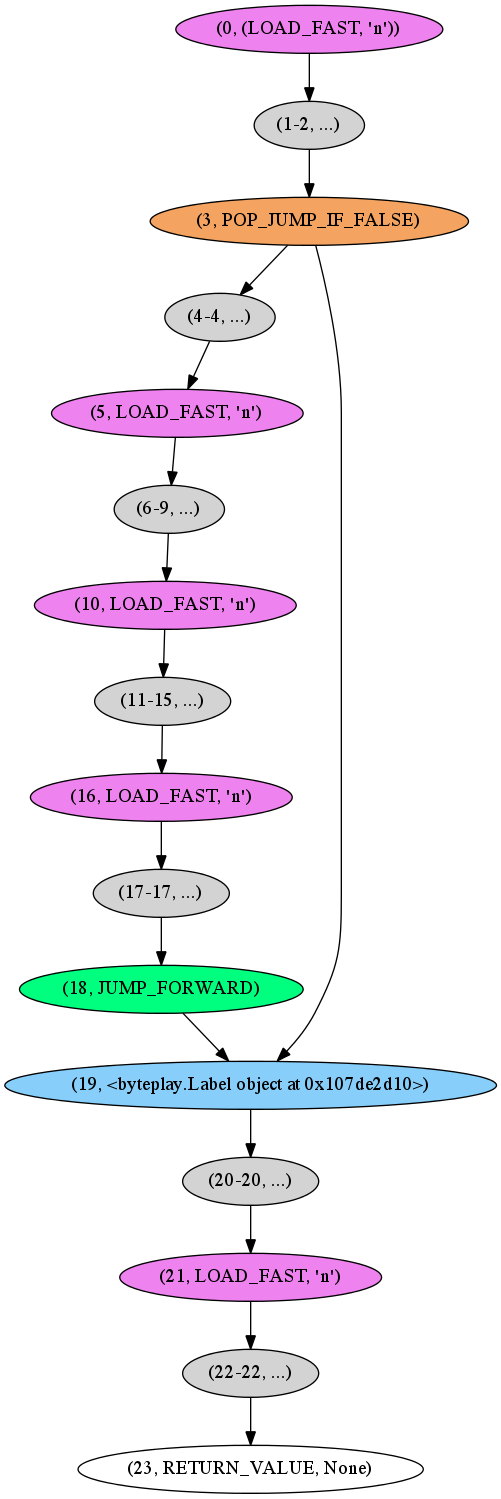 (0, (LOAD_FAST, 'n'))
(1-2, ...)
(3, POP_JUMP_IF_FALSE)
(4-4, ...)
(5, LOAD_FAST, 'n')
(6-9, ...)
(10, LOAD_FAST, 'n')
(11-15, ...)
(16, LOAD_FAST, 'n')
(17-17, ...)
(18, JUMP_FORWARD)
(19, <byteplay.Label object at 0x107de2d10>)
(20-20, ...)
(21, LOAD_FAST, 'n')
(22-22, ...)
(23, RETURN_VALUE, None)